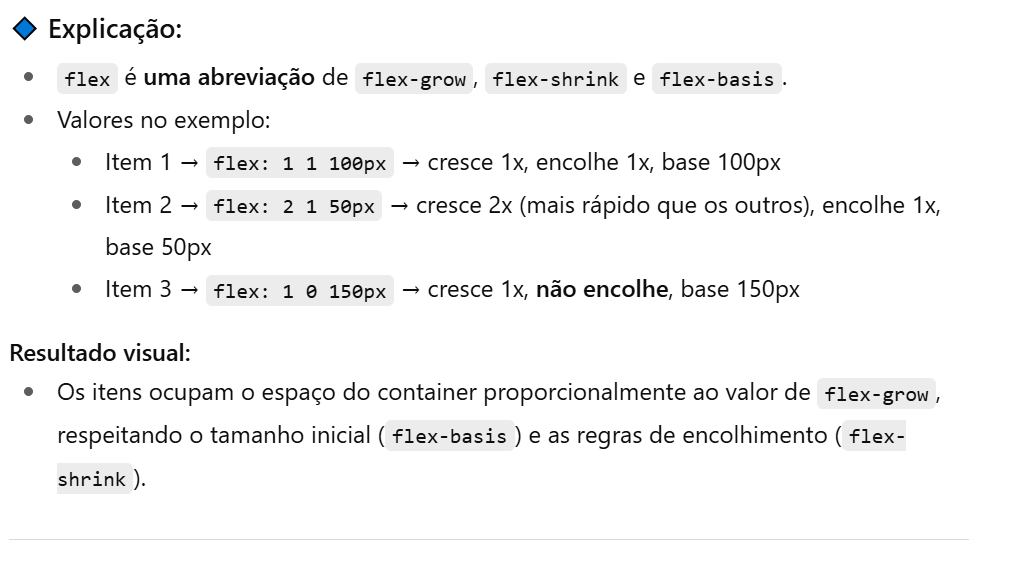 Explicação:
flex é uma abreviação de flex-grow, flex-shrink e flex-basis.
Valores no exemplo:
Item 1 → flex: 1 1 100px → cresce 1x, encolhe 1x, base 100px
Item 2 → flex: 2 1 50px → cresce 2x (mais rápido que os outros), encolhe 1x,
base 50px
Item 3 → flex: 1 0 150px → cresce 1x, não encolhe, base 150px
Resultado visual:
Os itens ocupam o espaço do container proporcionalmente ao valor de flex-grow,
respeitando o tamanho inicial (flex-basis) e as regras de encolhimento (flex-
shrink).